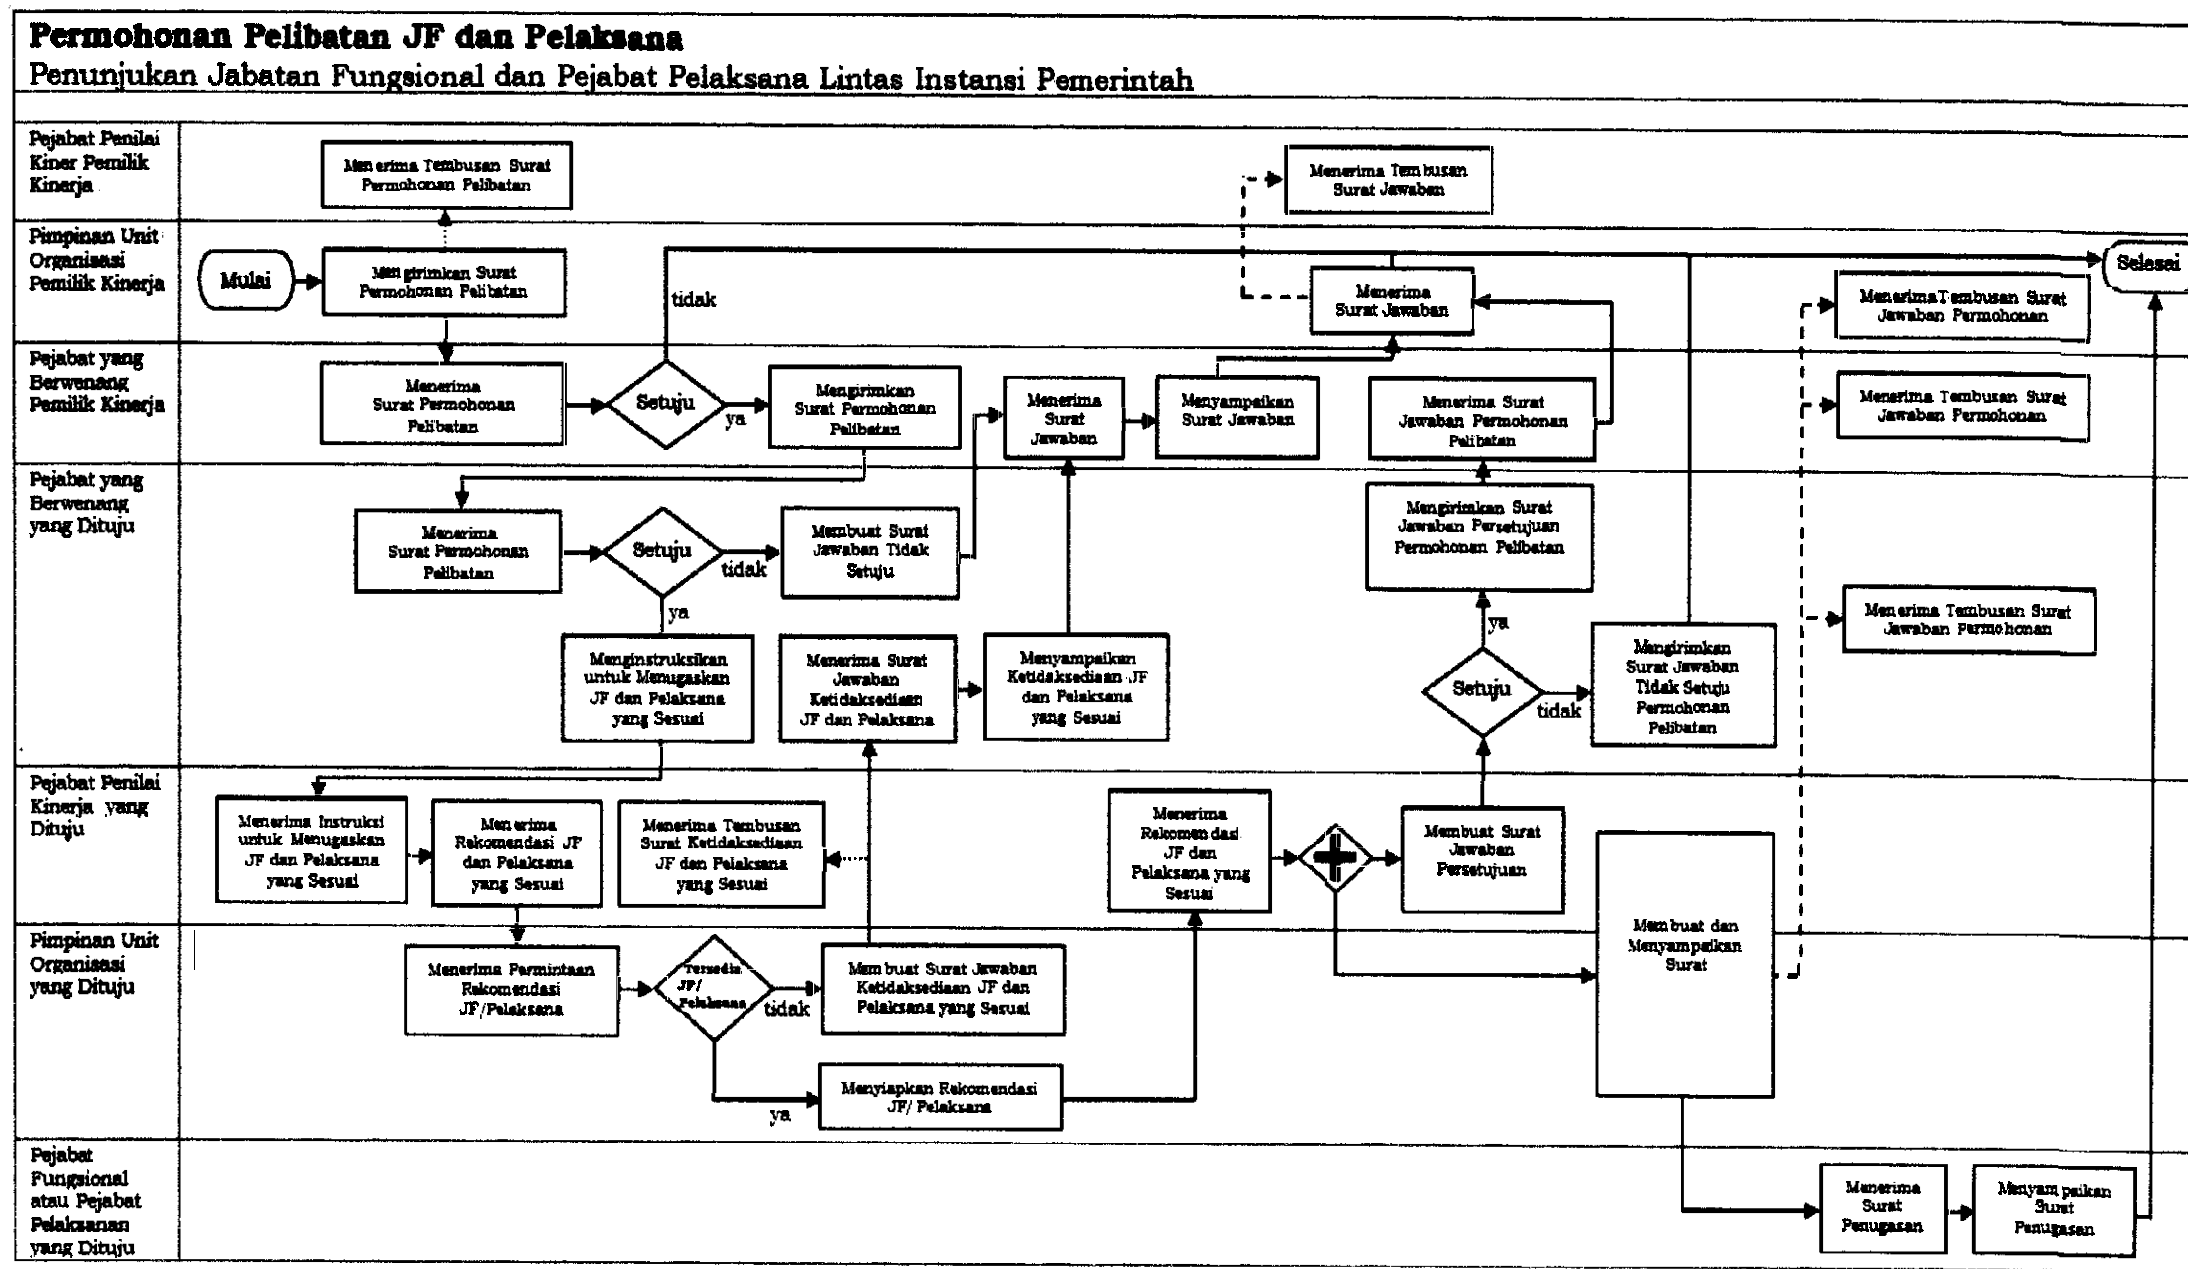 Permohonan Pelibatan JF dan Pelaksana
Penunjukan Jabatan Fungsional dan Pejabat Pelaksana Lintas Instansi Pemerintah
Pejabat Penilai
Kiner Pemilik
Kinerja
Menerima Tembusan Surat
Permohonan Pelibatan
Menerima Tembusan
Surat Jawaban
Pimpinan Unit
Organisasi
Pemilik Kinerja
Mulai
Mengirimkan Surat
Permohonan Pelibatan
tidak
Menerima
Surat Jawaban
Selesai
Menerima Tembusan Surat
Jawaban Permohonan
Pejabat yang
Berwenang
Pemilik Kinerja
Menerima
Surat Permohonan
Pelibatan
Setuju
ya
Mengirimkan
Surat Permohonan
Pelibatan
Menerima
Surat
Jawaban
Menyampaikan
Surat Jawaban
Menerima Surat
Jawaban Permohonan
Pelibatan
Menerima Tembusan Surat
Jawaban Permohonan
Pejabat yang
Berwenang
yang Dituju
Menerima
Surat Permohonan
Pelibatan
Setuju
tidak
ya
Membuat Surat
Jawaban Tidak
Setuju
Mengirimkan Surat
Jawaban Persetujuan
Permohonan Pelibatan
Menerima Tembusan Surat
Jawaban Permohonan
Menginstruksikan
untuk Menugaskan
JF dan Pelaksana
yang Sesuai
Menerima Surat
Jawaban
Ketidaksediaan
JF dan Pelaksana
Menyampaikan
Ketidaksediaan JF
dan Pelaksana
yang Sesuai
ya
Setuju
tidak
Mengirimkan
Surat Jawaban
Tidak Setuju
Permohonan
Pelibatan
Pejabat Penilai
Kinerja yang
Dituju
Menerima Instruksi
untuk Menugaskan
JF dan Pelaksana
yang Sesuai
Menerima
Rekomendasi JF
dan Pelaksana
yang Sesuai
Menerima Tembusan
Surat Ketidaksediaan
JF dan Pelaksana
yang Sesuai
Menerima
Rekomendasi
JF dan
Pelaksana yang
Sesuai
Membuat Surat
Jawaban
Persetujuan
Membuat dan
Menyampaikan
Surat
Pimpinan Unit
Organisasi
yang Dituju
Menerima Permintaan
Rekomendasi
JF/Pelaksana
Tersedia
JF/
Pelaksana
tidak
ya
Membuat Surat Jawaban
Ketidaksediaan JF dan
Pelaksana yang Sesuai
Menyiapkan Rekomendasi
JF/ Pelaksana
Pejabat
Fungsional
atau Pejabat
Pelaksanan
yang Dituju
Menerima
Surat
Penugasan
Menyampaikan
Surat
Penugasan